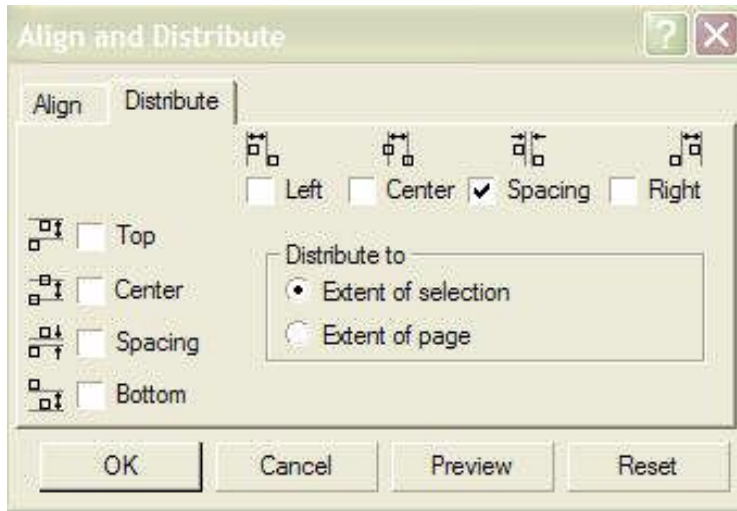 Align and Distribute
Align Distribute
Left Center Spacing Right
Top
Distribute to
Center
Extent of selection
Spacing
Extent of page
Bottom
OK Cancel Preview Reset